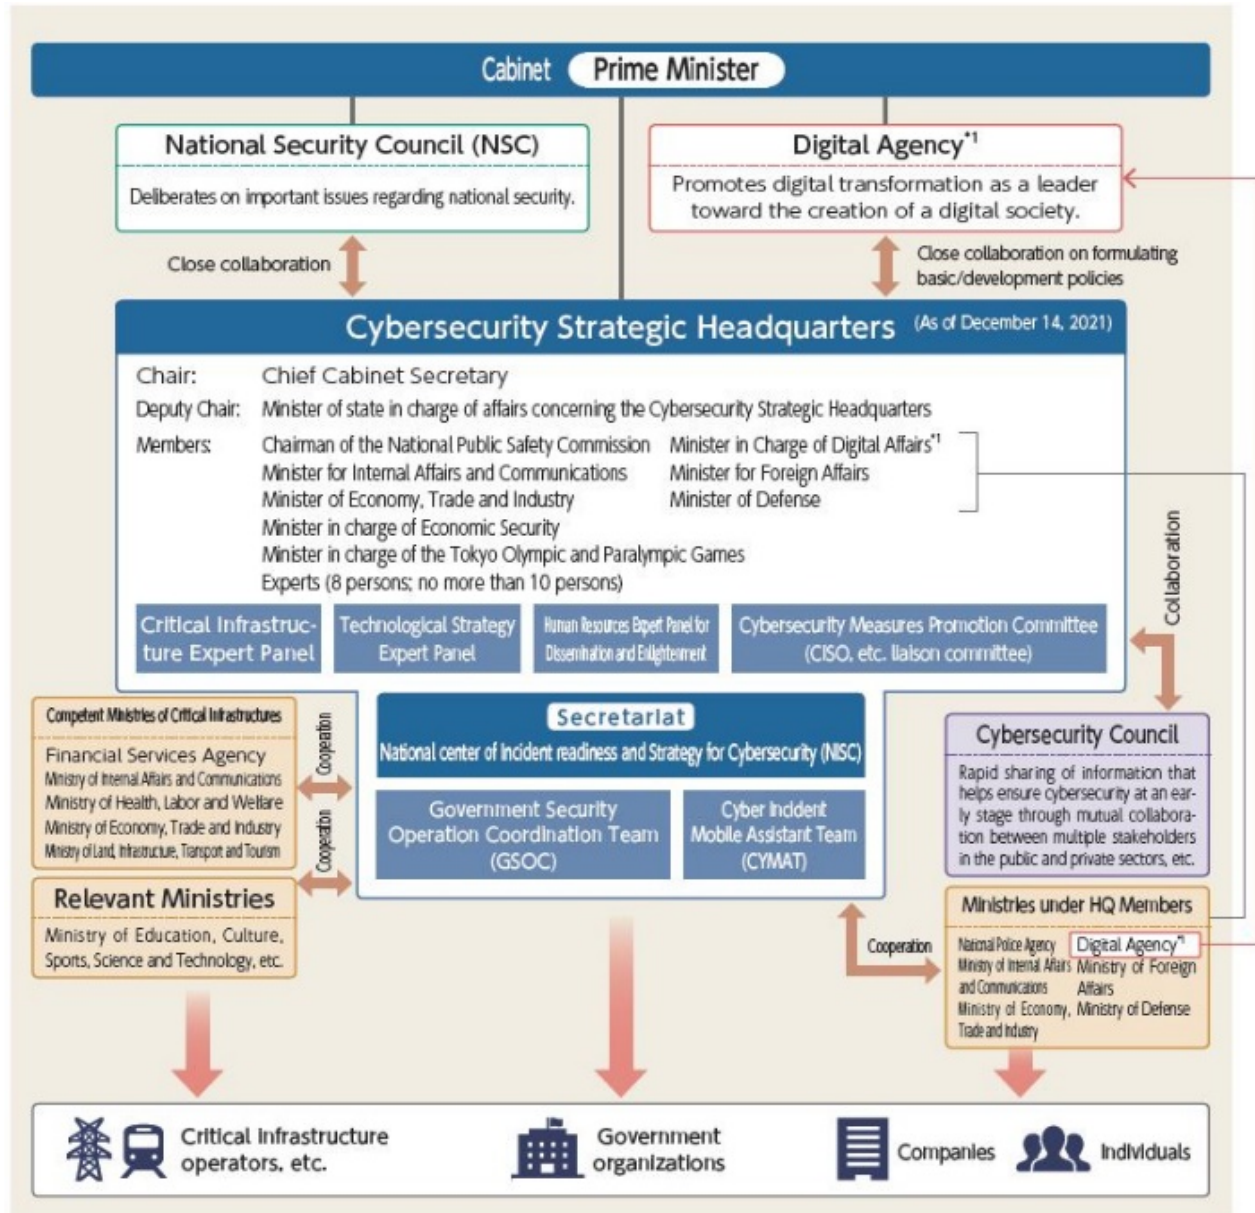 Cabinet Prime Minister
National Security Council (NSC)
Deliberates on important issues regarding national security.
Digital Agency*1
Promotes digital transformation as a leader
toward the creation of a digital society.
Close collaboration
Close collaboration on formulating
basic/development policies
Cybersecurity Strategic Headquarters (As of December 14, 2021)
Chair: Chief Cabinet Secretary
Deputy Chair: Minister of state in charge of affairs concerning the Cybersecurity Strategic Headquarters
Members: Chairman of the National Public Safety Commission Minister in Charge of Digital Affairs*1
Minister for Internal Affairs and Communications Minister for Foreign Affairs
Minister of Economy, Trade and Industry Minister of Defense
Minister in charge of Economic Security
Minister in charge of the Tokyo Olympic and Paralympic Games
Experts (8 persons; no more than 10 persons)
Critical Infrastruc-
ture Expert Panel
Technological Strategy
Expert Panel
Human Resources Expert Panel for
Dissemination and Enlightenment
Cybersecurity Measures Promotion Committee
(CISO, etc. liaison committee)
Collaboration
Secretariat
National center of Incident readiness and Strategy for Cybersecurity (NISC)
Government Security
Operation Coordination Team
(GSOC)
Cyber Incident
Mobile Assistant Team
(CYMAT)
Competent Ministries of Critical Infrastructures
Financial Services Agency
Ministry of Internal Affairs and Communications
Ministry of Health, Labor and Welfare
Ministry of Economy, Trade and Industry
Ministry of Land, Infrastructure, Transport and Tourism
Cooperation
Cooperation
Relevant Ministries
Ministry of Education, Culture,
Sports, Science and Technology, etc.
Cybersecurity Council
Rapid sharing of information that
helps ensure cybersecurity at an ear-
ly stage through mutual collabora-
tion between multiple stakeholders
in the public and private sectors, etc.
Cooperation
Ministries under HQ Members
National Police Agency
Ministry of Internal Affairs
and Communications
Ministry of Economy,
Trade and Industry
Digital Agency*1
Ministry of Foreign
Affairs
Ministry of Defense
Critical infrastructure
operators, etc.
Government
organizations
Companies
Individuals